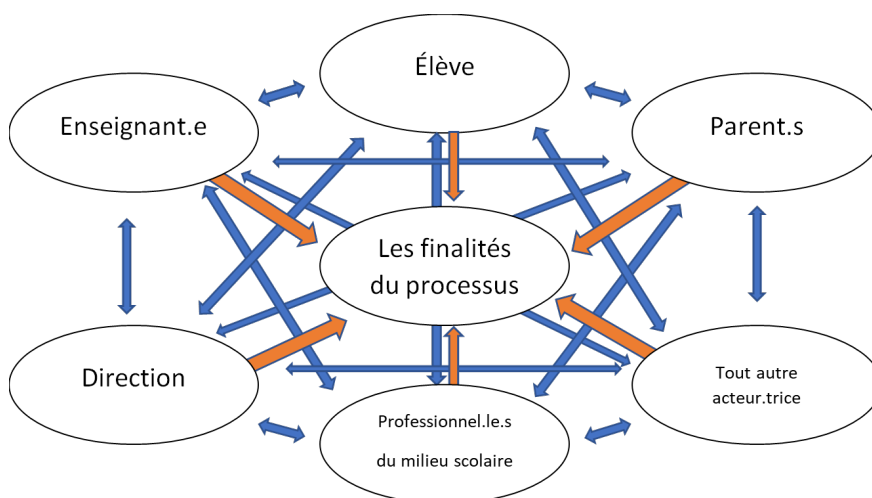 Élève
Enseignant.e
Parent.s
Les finalités
du processus
Direction
Tout autre
acteur.trice
Professionnel.le.s
du milieu scolaire